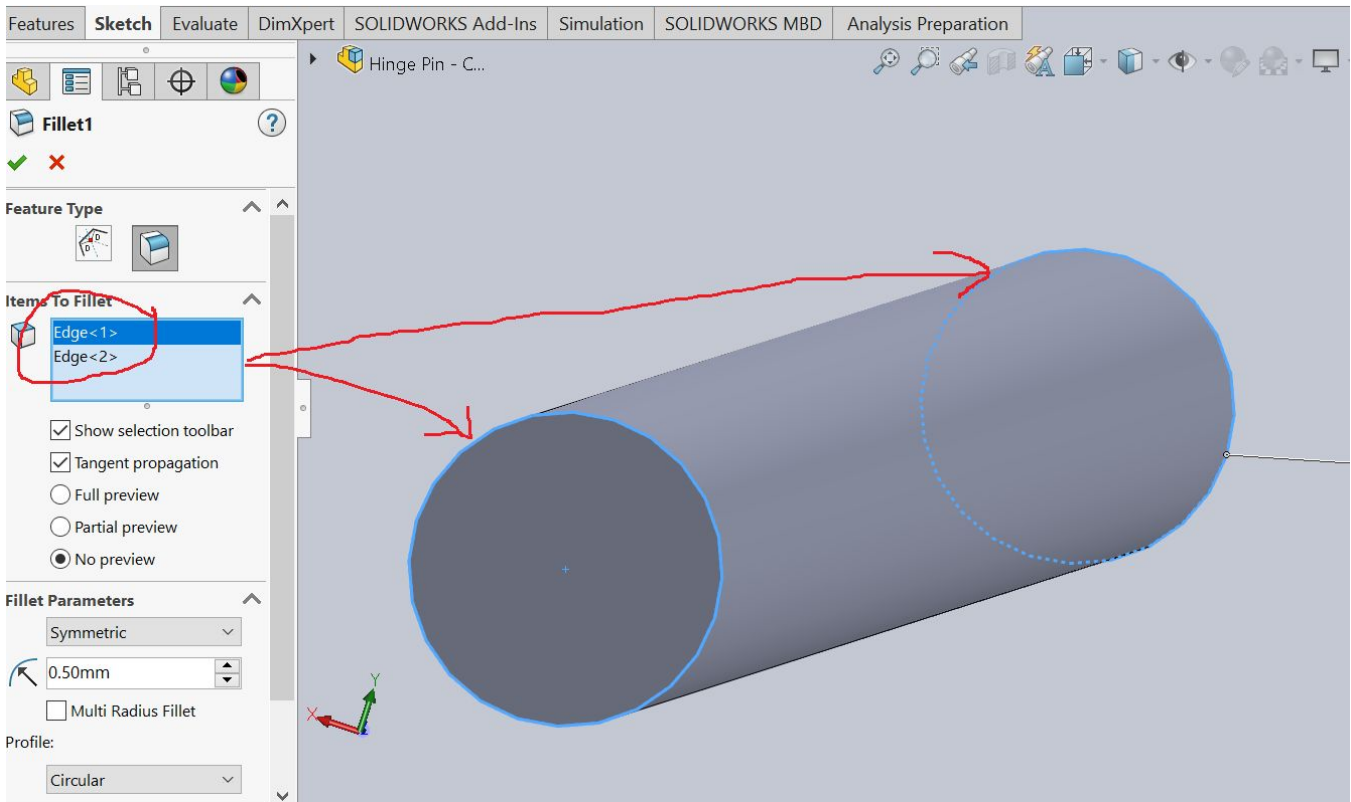 Features Sketch Evaluate DimXpert SOLIDWORKS Add-Ins Simulation SOLIDWORKS MBD Analysis Preparation
Hinge Pin - C...
Fillet1
?
Feature Type
D
D
Items To Fillet
Edge<1>
Edge<2>
Show selection toolbar
Tangent propagation
Full preview
Partial preview
No preview
Fillet Parameters
Symmetric
0.50mm
Multi Radius Fillet
Profile:
Circular
Y
X